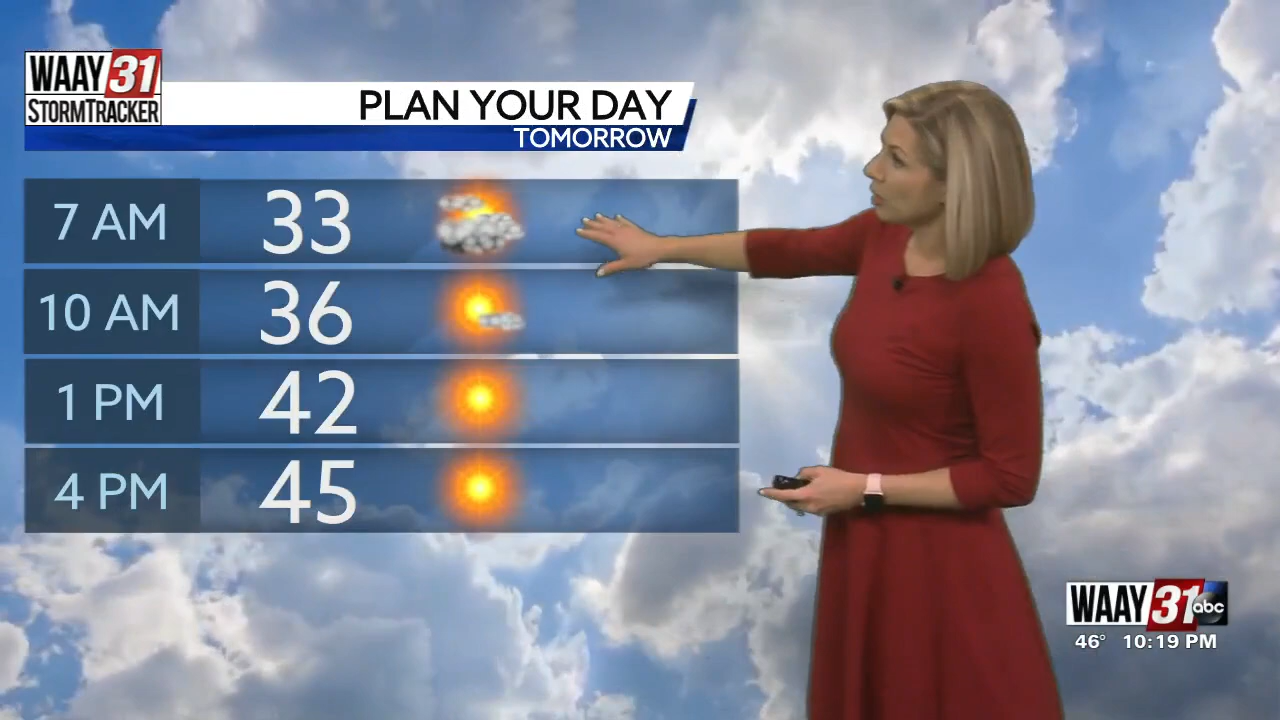 WAAY 31
STORMTRACKER
PLAN YOUR DAY
TOMORROW
7 AM 33
10 AM 36
1 PM 42
4 PM 45
WAAY 31 abc
46° 10:19 PM